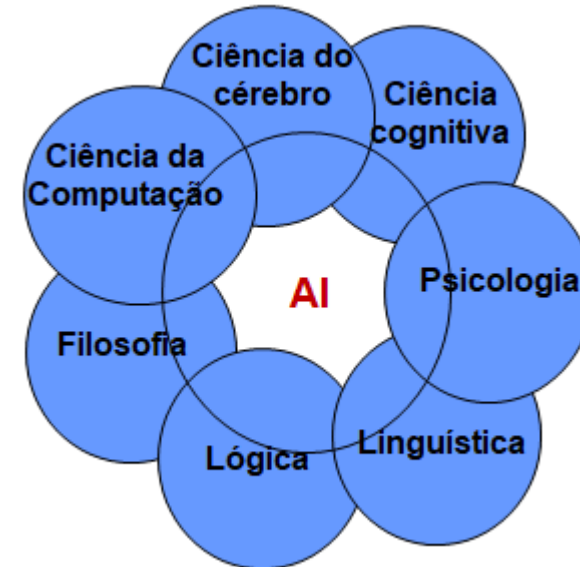 Ciência do
cérebro
Ciência
cognitiva
Ciência da
Computação
Psicologia
AI
Filosofia
Linguística
Lógica